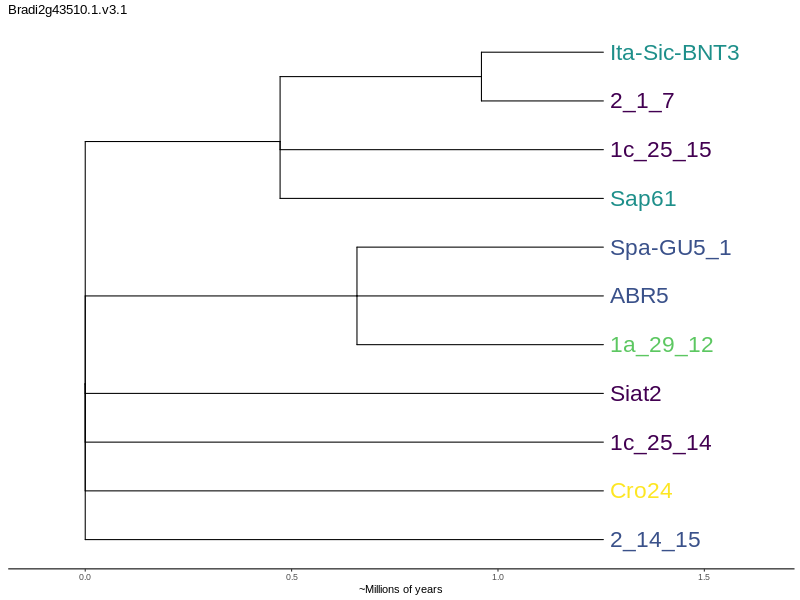 Bradi2g43510.1.v3.1
Ita-Sic-BNT3
2_1_7
1c_25_15
Sap61
Spa-GU5_1
ABR5
1a_29_12
Siat2
1c_25_14
Cro24
2_14_15
0.0 0.5 1.0 1.5
~Millions of years